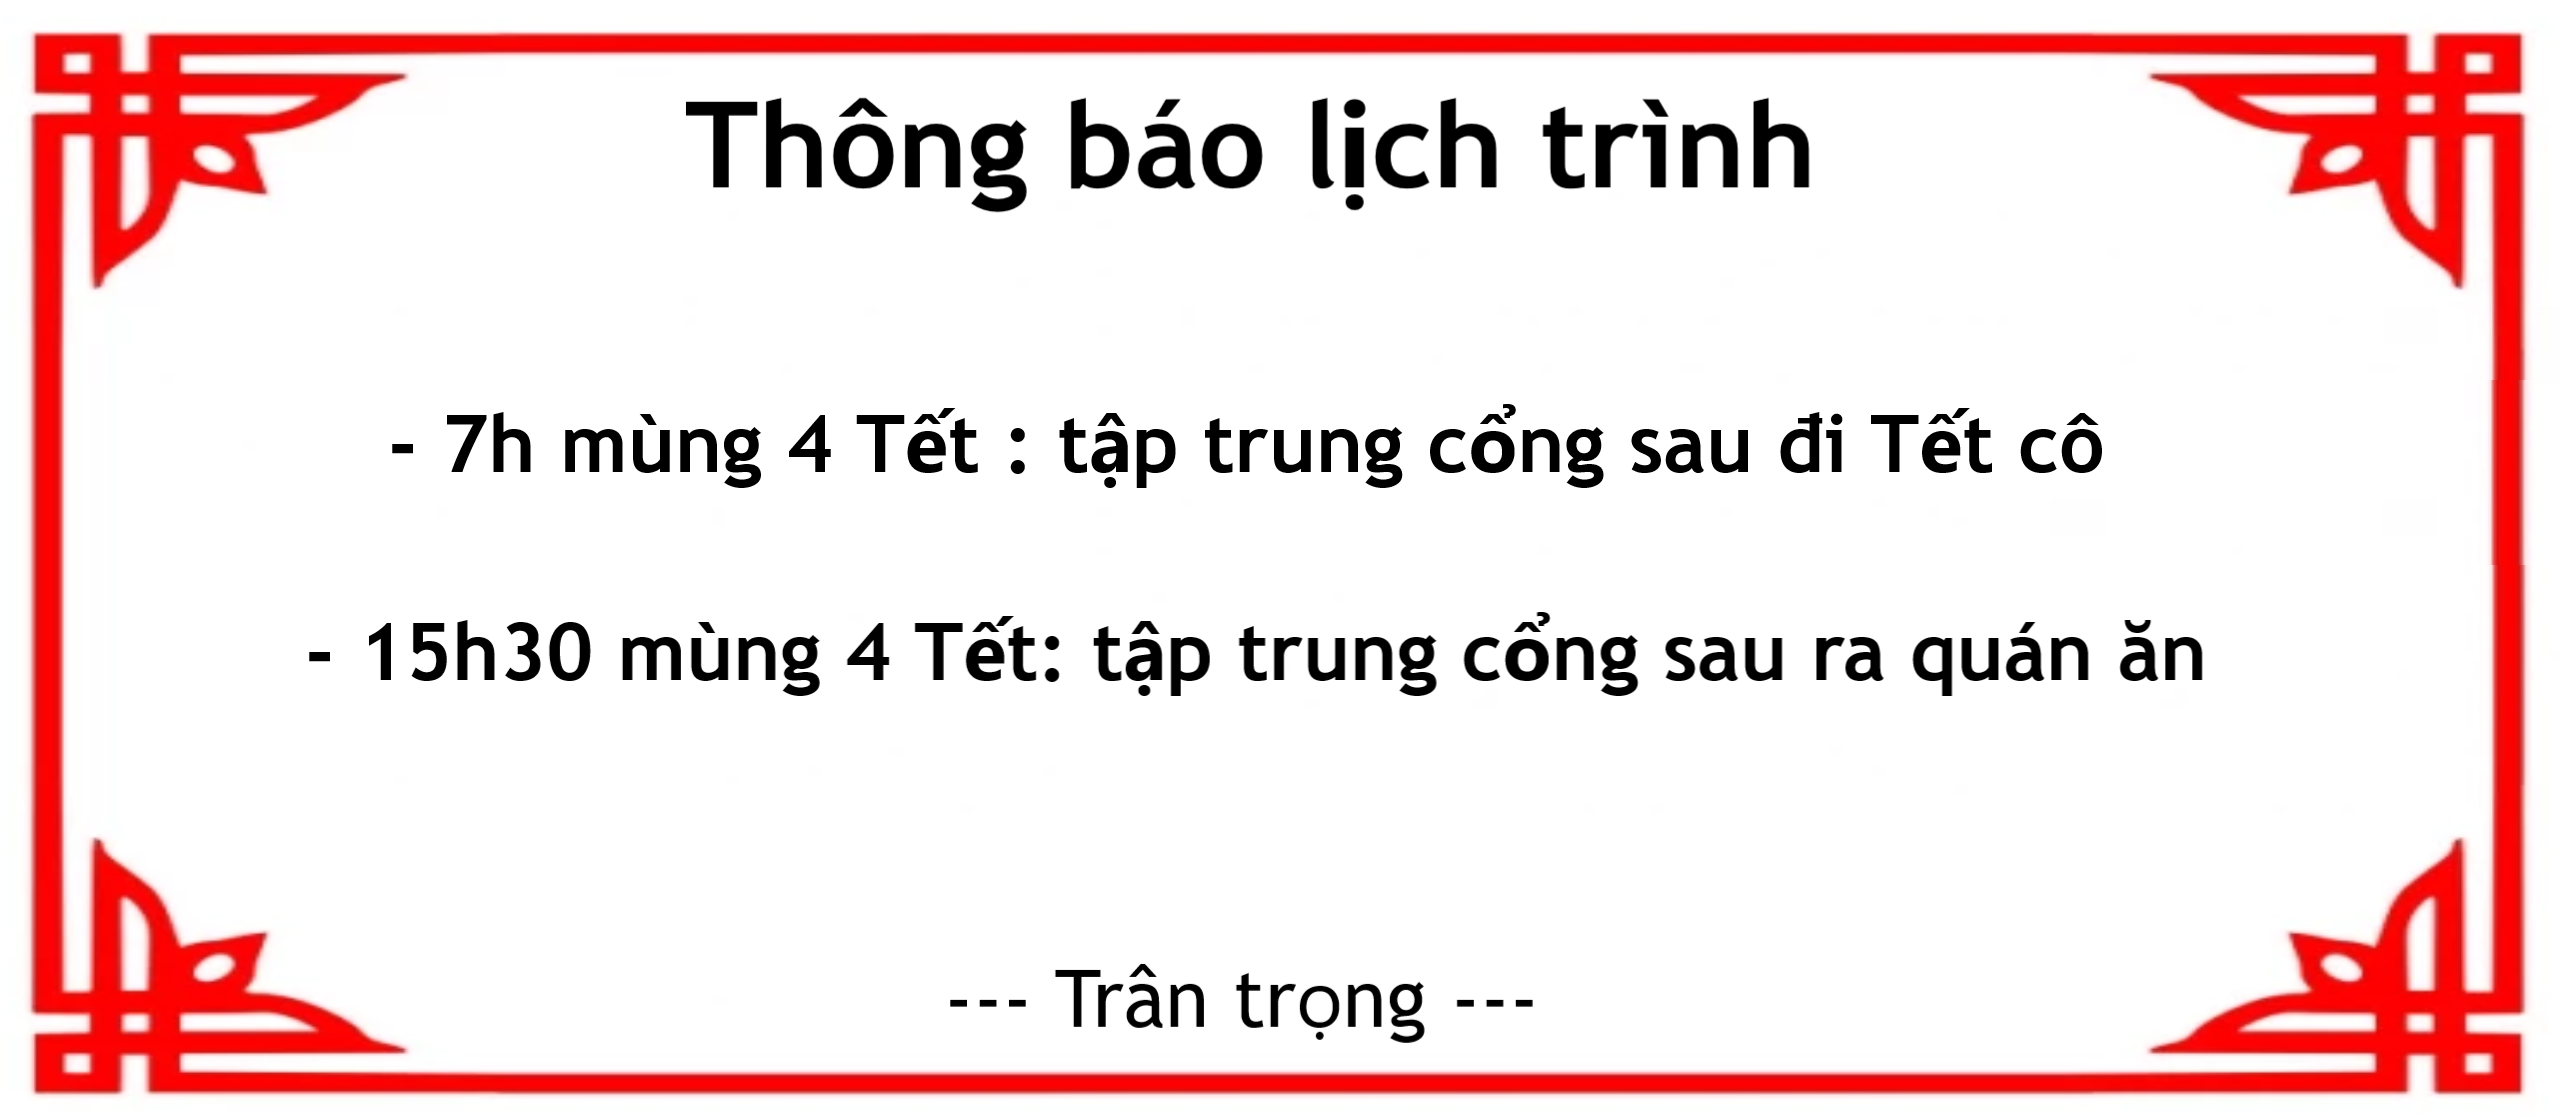 Thông báo lịch trình
- 7h mùng 4 Tết : tập trung cổng sau đi Tết cô
- 15h30 mùng 4 Tết: tập trung cổng sau ra quán ăn
--- Trân trọng ---